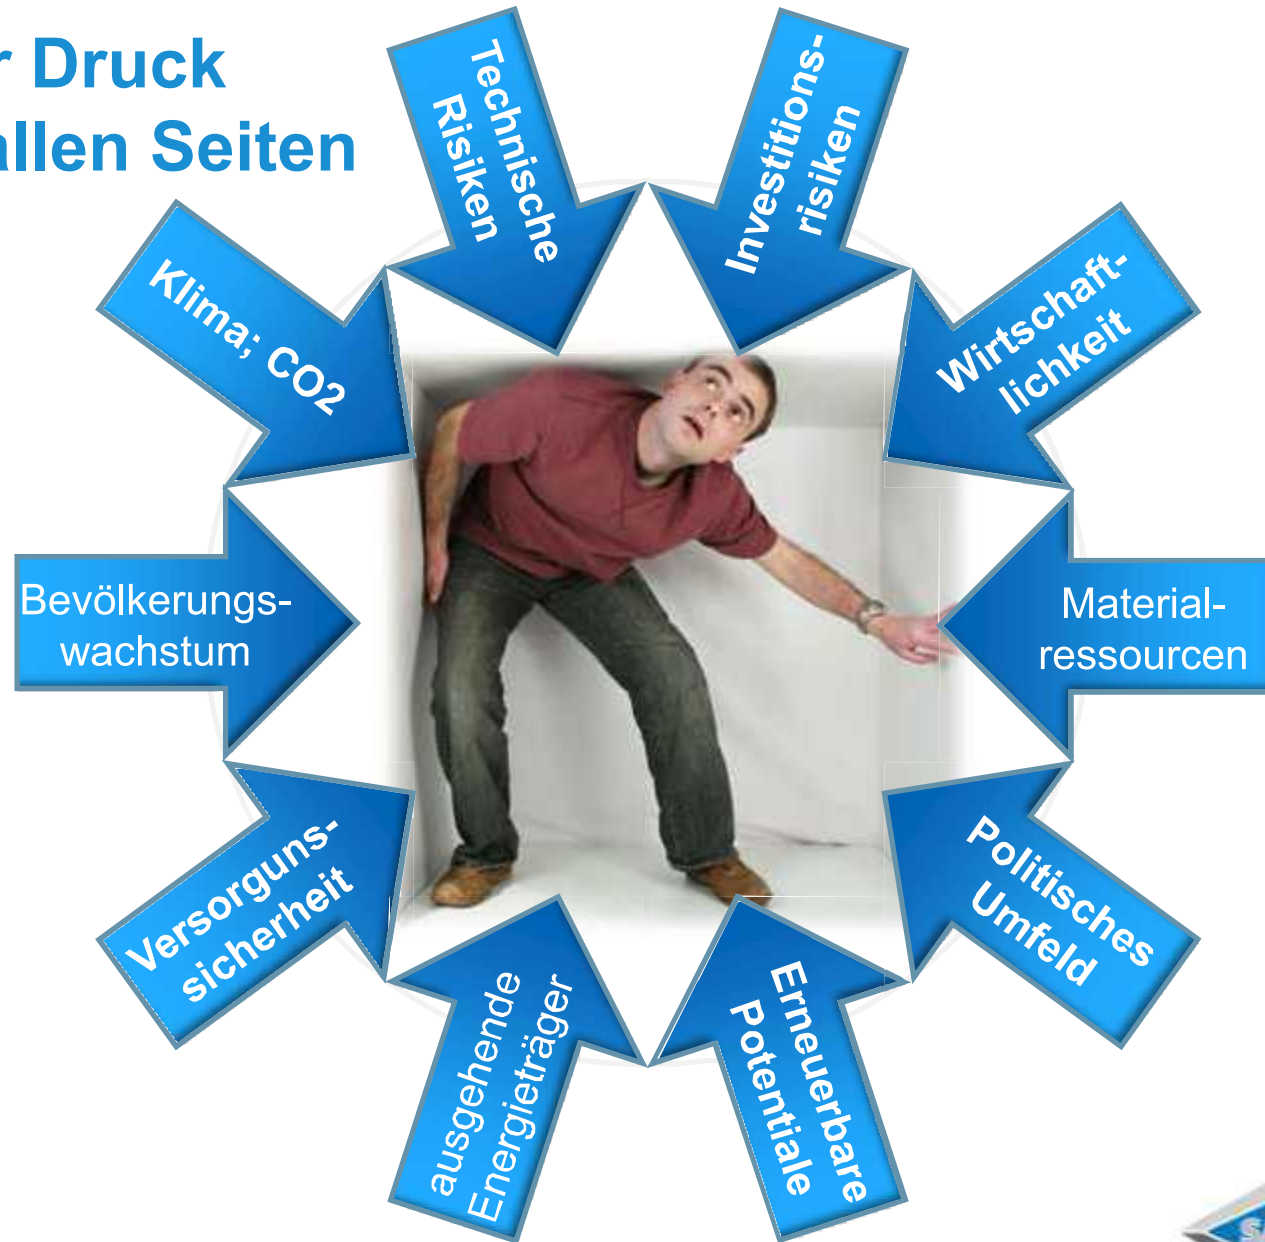 r Druck
allen Seiten
Technische
Risiken
Investitions-
risiken
Klima; CO2
Wirtschaft-
lichkeit
Bevölkerungs-
wachstum
Material-
ressourcen
Versorguns-
sicherheit
Politisches
Umfeld
ausgehende
Energieträger
Erneuerbare
Potentiale